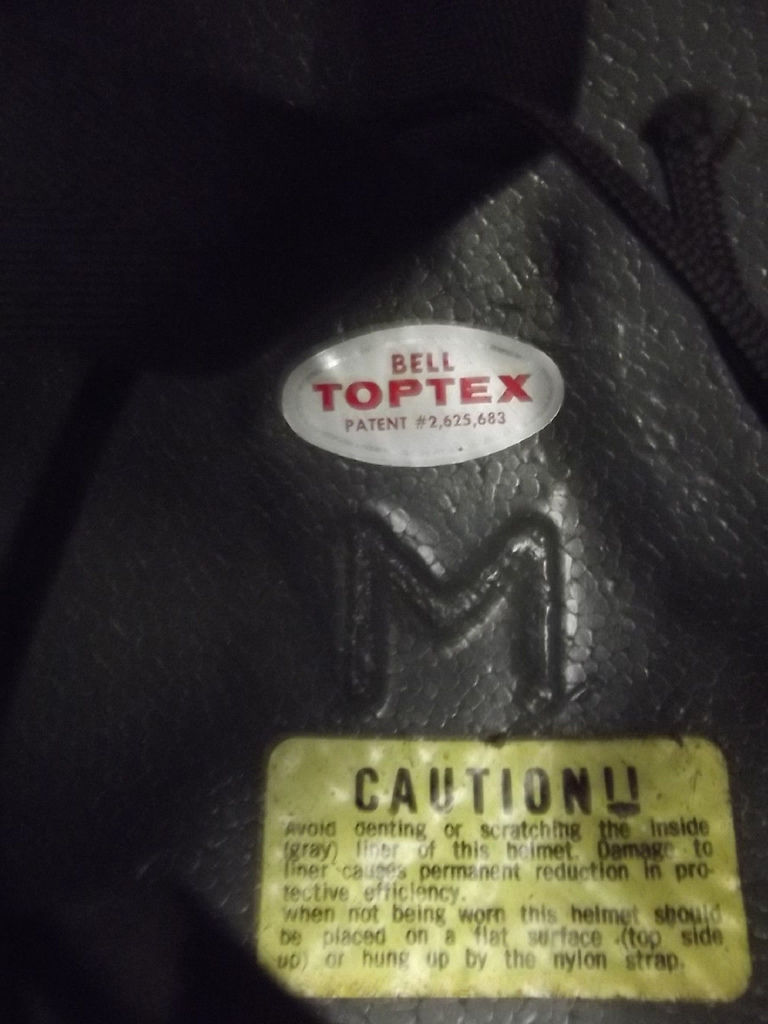 BELL
TOPTEX
PATENT #2,625,683
M
CAUTION!!
Avoid denting or scratching the inside
(gray) liner of this helmet. Damage to
liner causes permanent reduction in pro-
tective efficiency.
when not being worn this helmet should
be placed on a flat surface (top side
up) or hung up by the nylon strap.